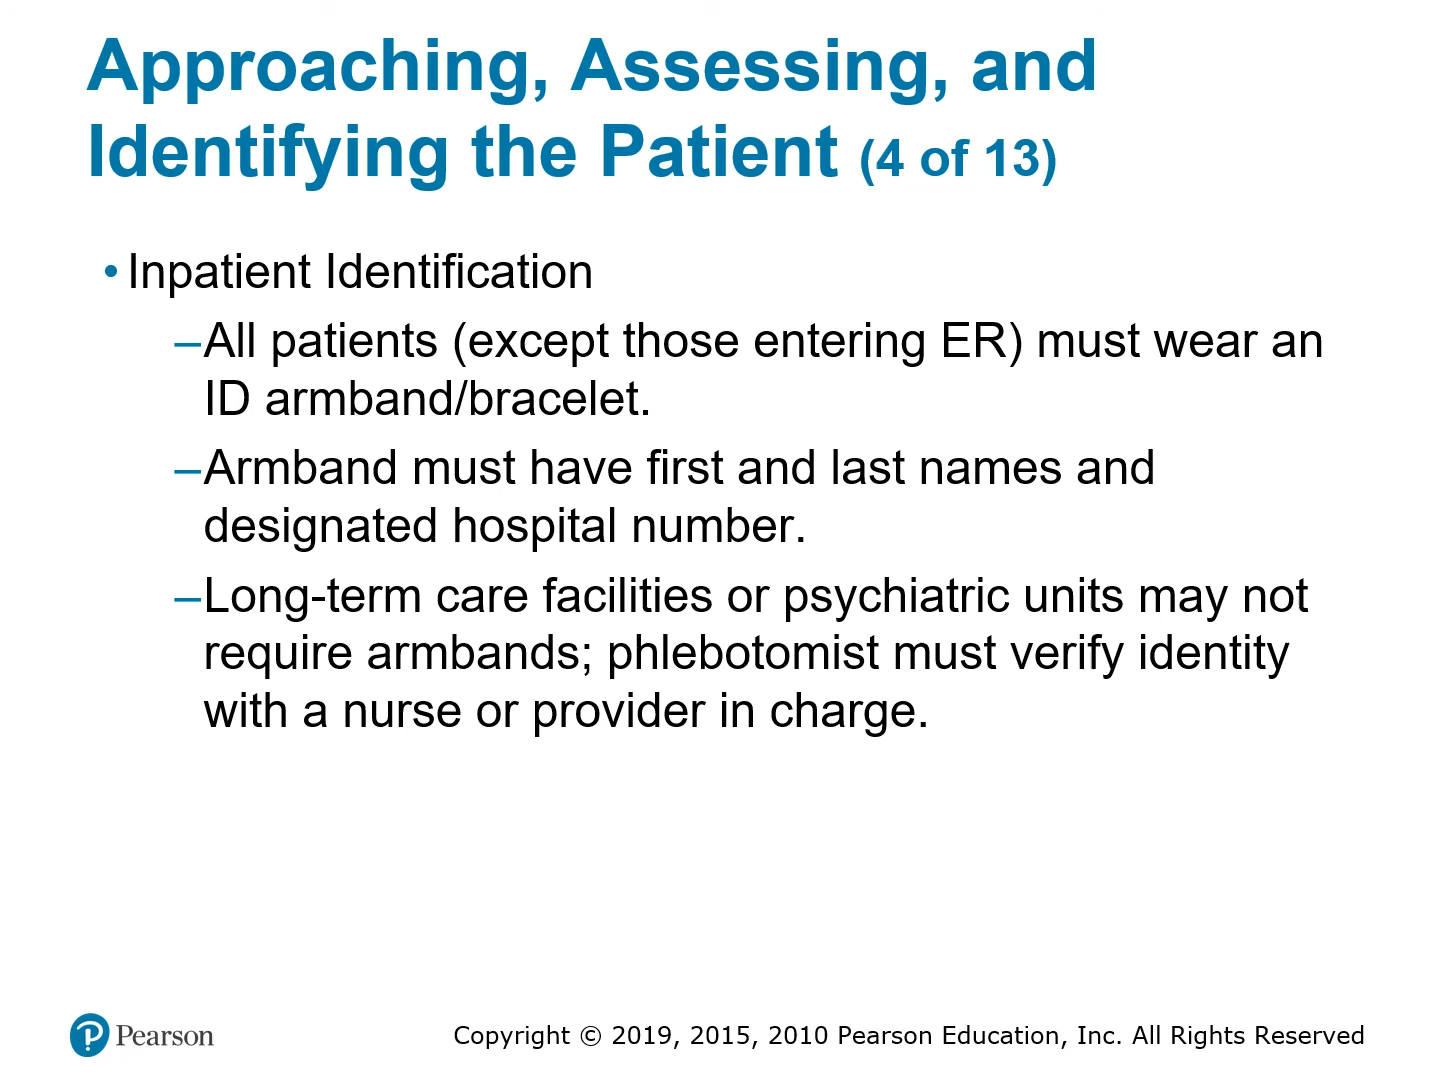 Approaching, Assessing, and
Identifying the Patient (4 of 13)
• Inpatient Identification
–All patients (except those entering ER) must wear an
ID armband/bracelet.
–Armband must have first and last names and
designated hospital number.
–Long-term care facilities or psychiatric units may not
require armbands; phlebotomist must verify identity
with a nurse or provider in charge.
Pearson
Copyright © 2019, 2015, 2010 Pearson Education, Inc. All Rights Reserved